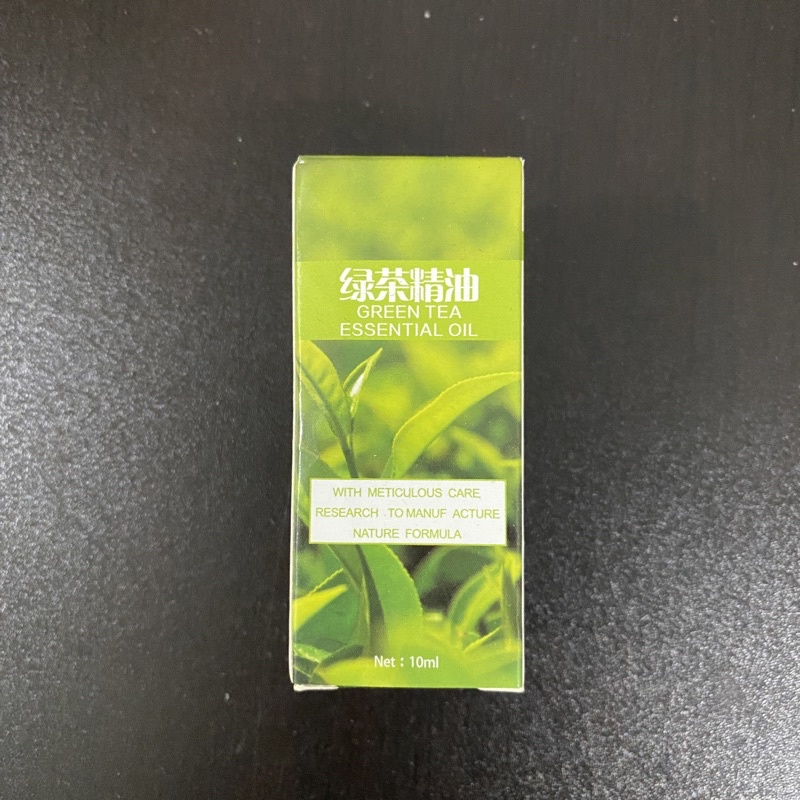 绿茶精油
GREEN TEA
ESSENTIAL OIL
WITH METICULOUS CARE,
RESEARCH TO MANUF ACTURE
NATURE FORMULA
Net：10ml